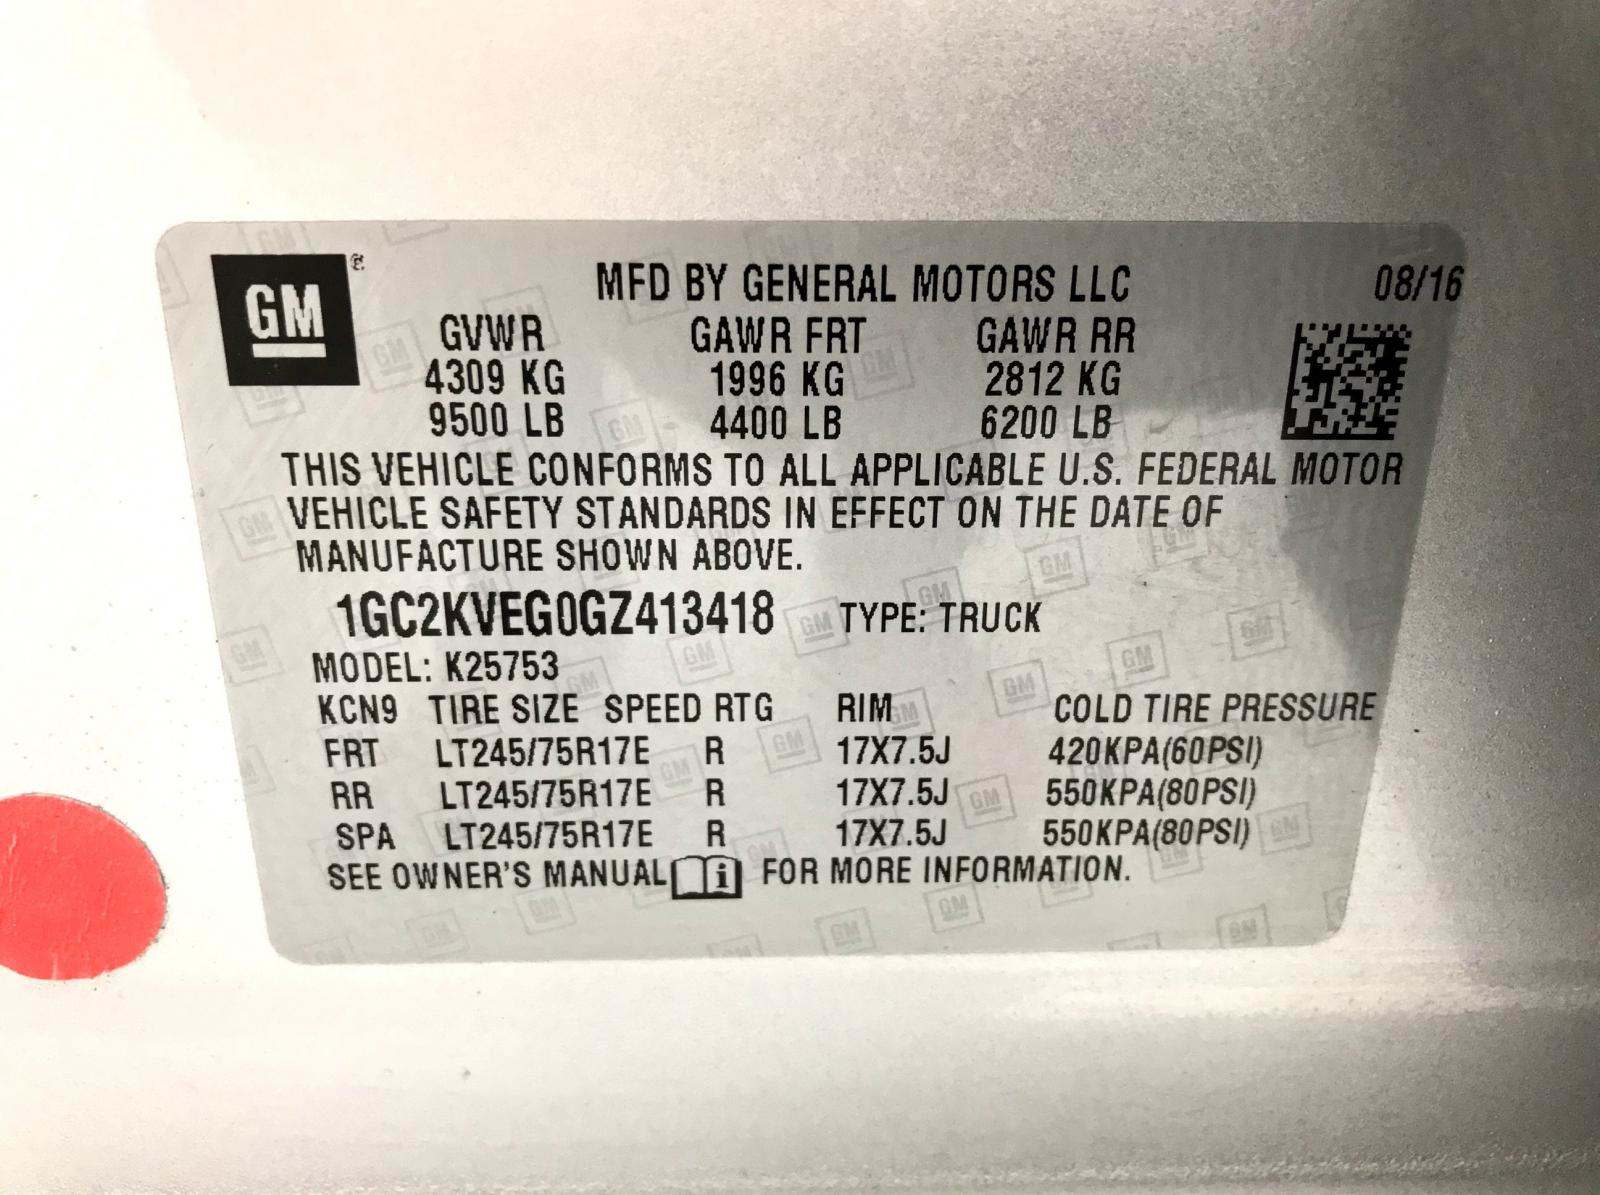 GM
MFD BY GENERAL MOTORS LLC 08/16
GVWR GAWR FRT GAWR RR
4309 KG 1996 KG 2812 KG
9500 LB 4400 LB 6200 LB
THIS VEHICLE CONFORMS TO ALL APPLICABLE U.S. FEDERAL MOTOR
VEHICLE SAFETY STANDARDS IN EFFECT ON THE DATE OF
MANUFACTURE SHOWN ABOVE.
1GC2KVEG0GZ413418 TYPE: TRUCK
MODEL: K25753
KCN9 TIRE SIZE SPEED RTG RIM COLD TIRE PRESSURE
FRT LT245/75R17E R 17X7.5J 420KPA(60PSI)
RR LT245/75R17E R 17X7.5J 550KPA(80PSI)
SPA LT245/75R17E R 17X7.5J 550KPA(80PSI)
SEE OWNER'S MANUAL i FOR MORE INFORMATION.